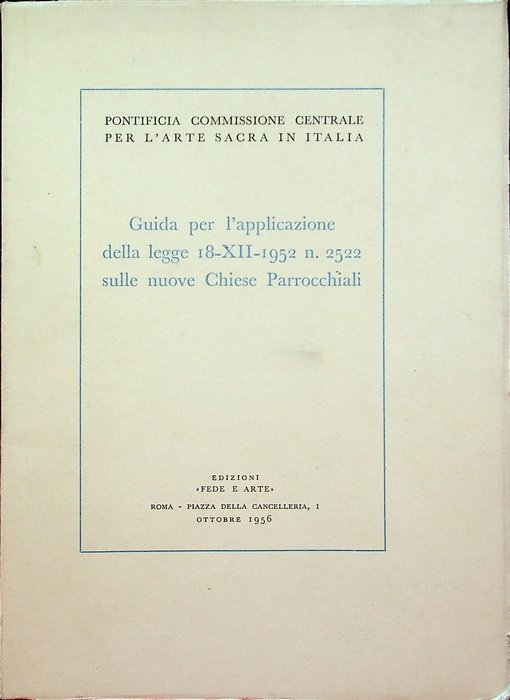 PONTIFICIA COMMISSIONE CENTRALE
PER L'ARTE SACRA IN ITALIA
Guida per l'applicazione
della legge 18-XII-1952 n. 2522
sulle nuove Chiese Parrocchiali
EDIZIONI
«FEDE E ARTE»
ROMA - PIAZZA DELLA CANCELLERIA, 1
OTTOBRE 1956